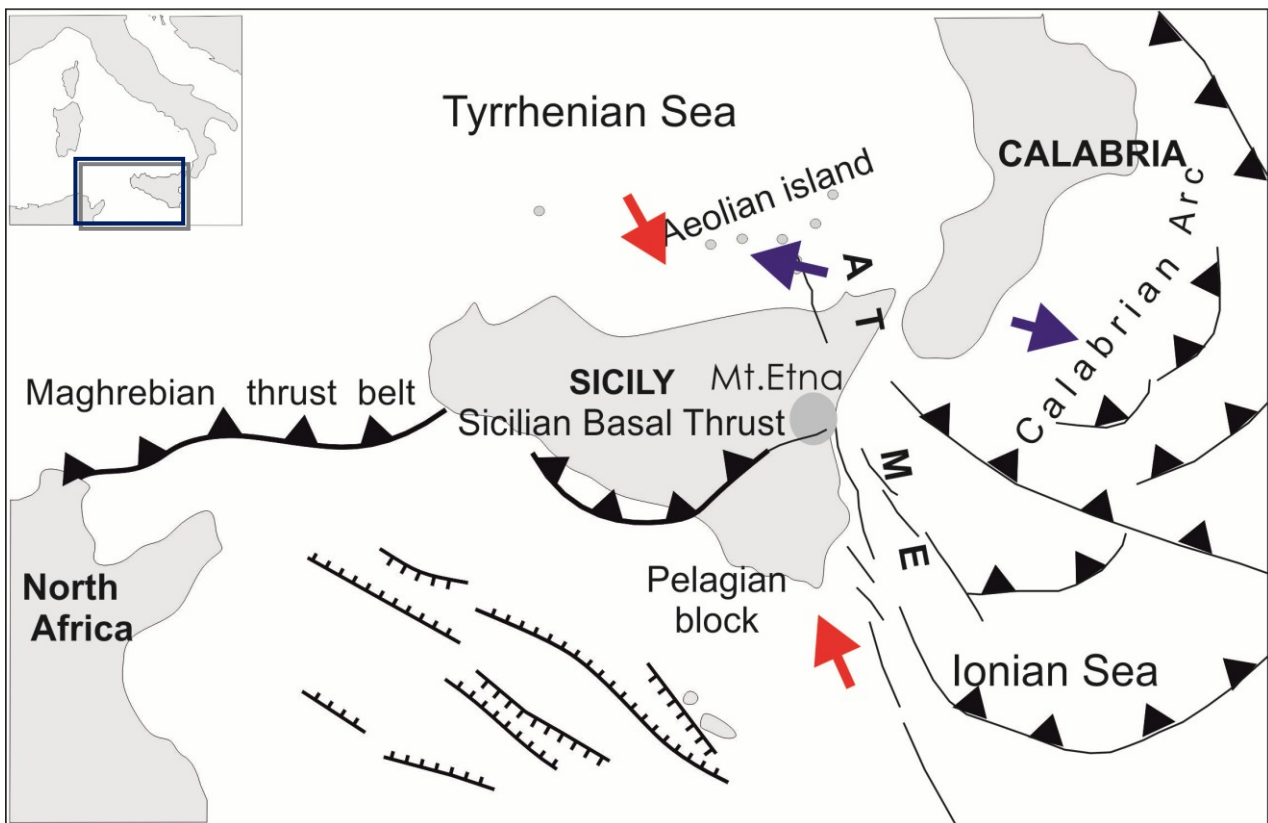 Tyrrhenian Sea
CALABRIA
Aeolian island
Calabrian Arc
A
T
SICILY
Mt.Etna
Maghrebian thrust belt
Sicilian Basal Thrust
M
E
North
Africa
Pelagian
block
Ionian Sea